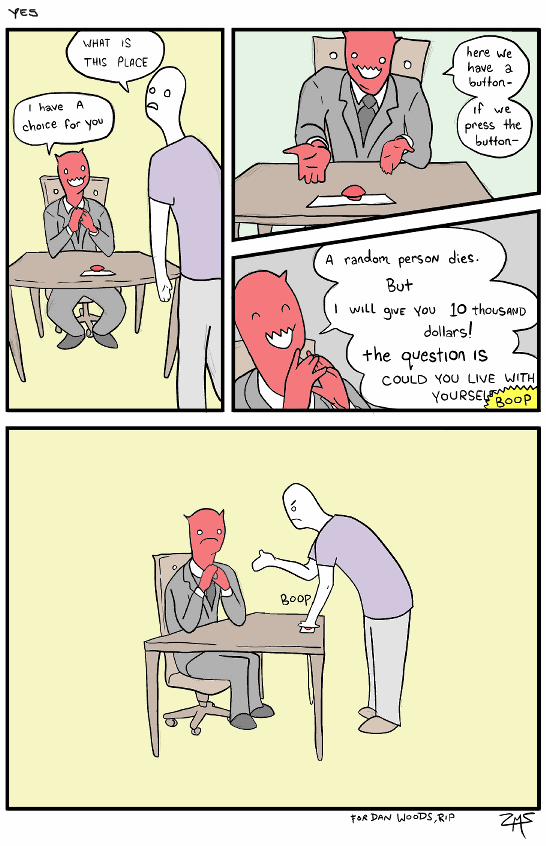 YES
WHAT IS
THIS PLACE
I have A
choice for you
here we
have a
button-
if we
press the
button-
A random person dies.
But
I will give you 10 thousand
dollars!
the question is
COULD YOU LIVE WITH
YOURSELF
BOOP
BOOP
FOR DAN WOODS, RIP
ZMS